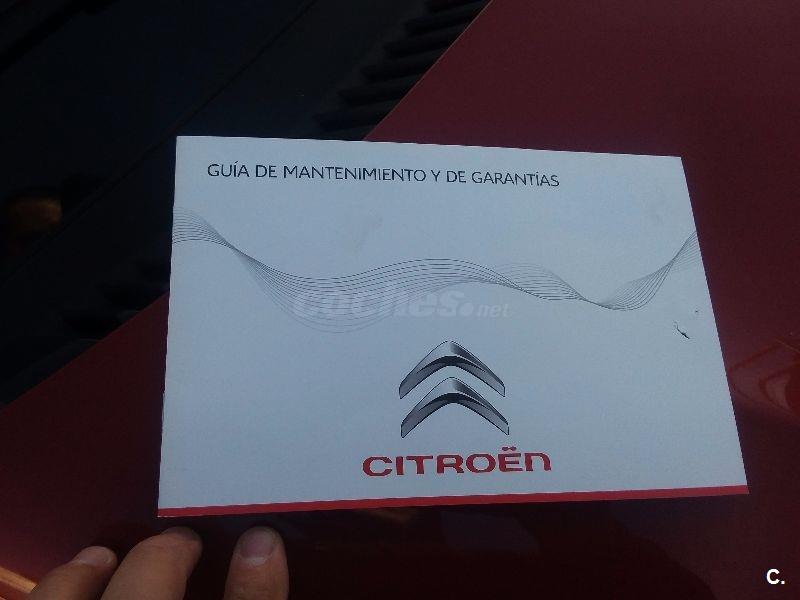 GUÍA DE MANTENIMIENTO Y DE GARANTÍAS
coches.net
CITROËN
C.